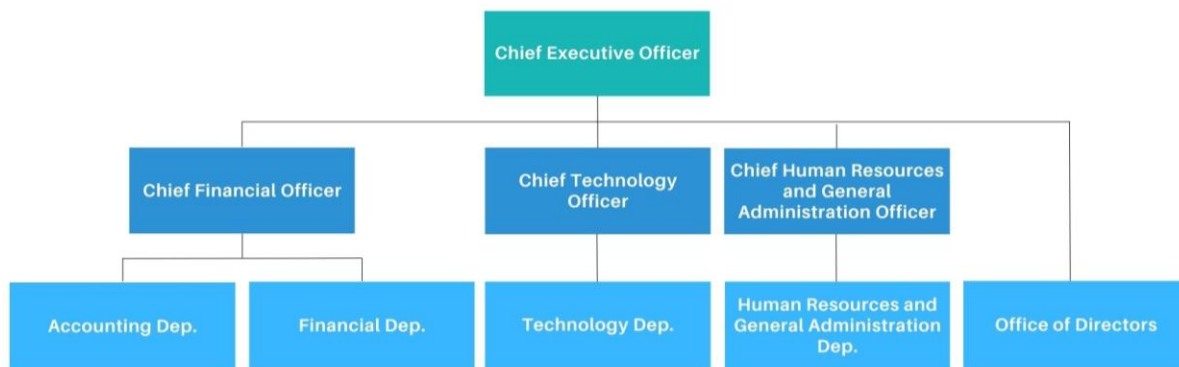 Chief Executive Officer
Chief Financial Officer
Chief Technology
Officer
Chief Human Resources
and General
Administration Officer
Accounting Dep.
Financial Dep.
Technology Dep.
Human Resources and
General Administration
Dep.
Office of Directors